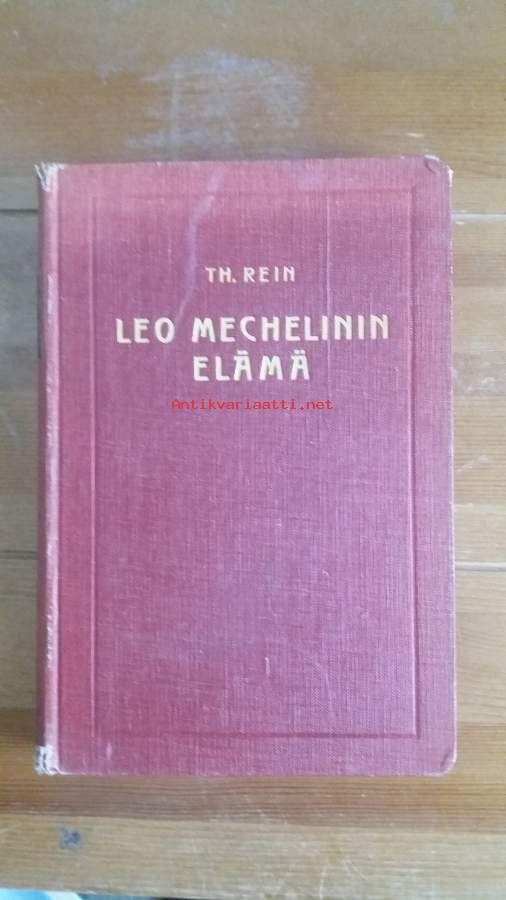 TH. REIN
LEO MECHELININ
ELÄMÄ
Antikvariaatti.net